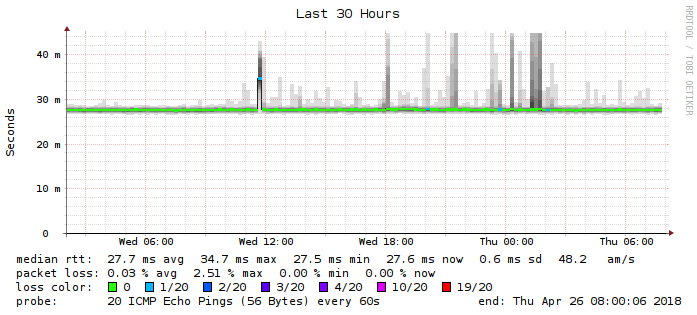 Last 30 Hours
RRDTOOL / TOBI OETIKER
Seconds
40 m
30 m
20 m
10 m
0
Wed 06:00 Wed 12:00 Wed 18:00 Thu 00:00 Thu 06:00
median rtt: 27.7 ms avg 34.7 ms max 27.5 ms min 27.6 ms now 0.6 ms sd 48.2 am/s
packet loss: 0.03 % avg 2.51 % max 0.00 % min 0.00 % now
loss color: 0 1/20 2/20 3/20 4/20 10/20 19/20
probe: 20 ICMP Echo Pings (56 Bytes) every 60s end: Thu Apr 26 08:00:06 2018